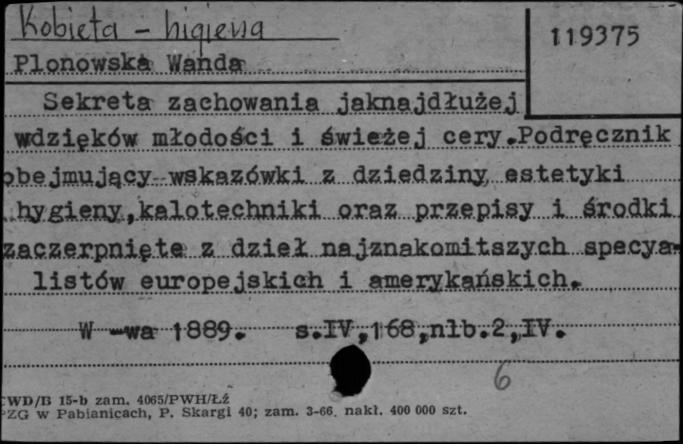 Kobieta - higiena
119375
Plonowska Wanda
Sekreta zachowania jaknajdłużej
wdzięków młodości i świeżej cery.Podręcznik
obejmujący wskazówki z dziedziny estetyki
hygieny,kalotechniki oraz przepisy i środki
zaczerpnięte z dzieł najznakomitszych specya-
listów europejskich i amerykańskich.
W -wa 1889. s.IV,168,nlb.2,IV.
6
CWD/B 15-b zam. 4065/PWH/Łź
PZG w Pabianicach, P. Skargi 40; zam. 3-66. nakł. 400 000 szt.